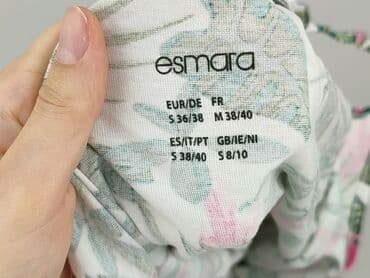 esmara
EUR/DE FR
S 36/38 M 38/40
ES/IT/PT GB/IE/NI
S 38/40 S 8/10